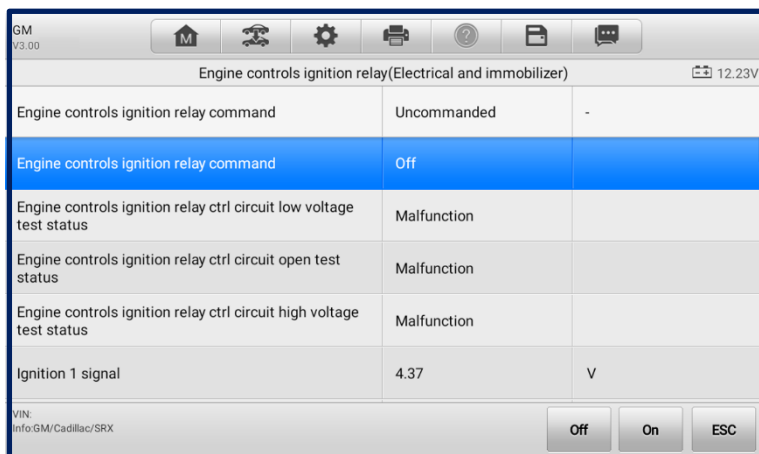 GM
V3.00
M
?
Engine controls ignition relay(Electrical and immobilizer)
12.23V
Engine controls ignition relay command Uncommanded -
Engine controls ignition relay command Off
Engine controls ignition relay ctrl circuit low voltage
test status Malfunction
Engine controls ignition relay ctrl circuit open test
status Malfunction
Engine controls ignition relay ctrl circuit high voltage
test status Malfunction
Ignition 1 signal 4.37 V
VIN:
Info:GM/Cadillac/SRX
Off On ESC